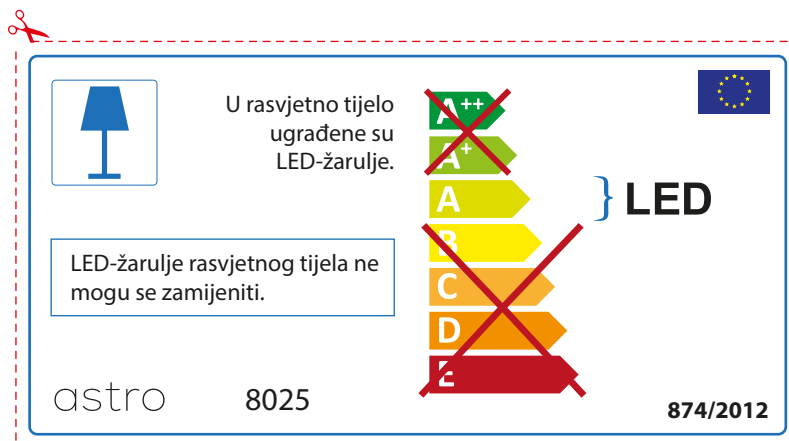 U rasvjetno tijelo
ugrađene su
LED-žarulje.
A++
A+
A
B
C
D
E
LED
LED-žarulje rasvjetnog tijela ne
mogu se zamijeniti.
astro
8025
874/2012